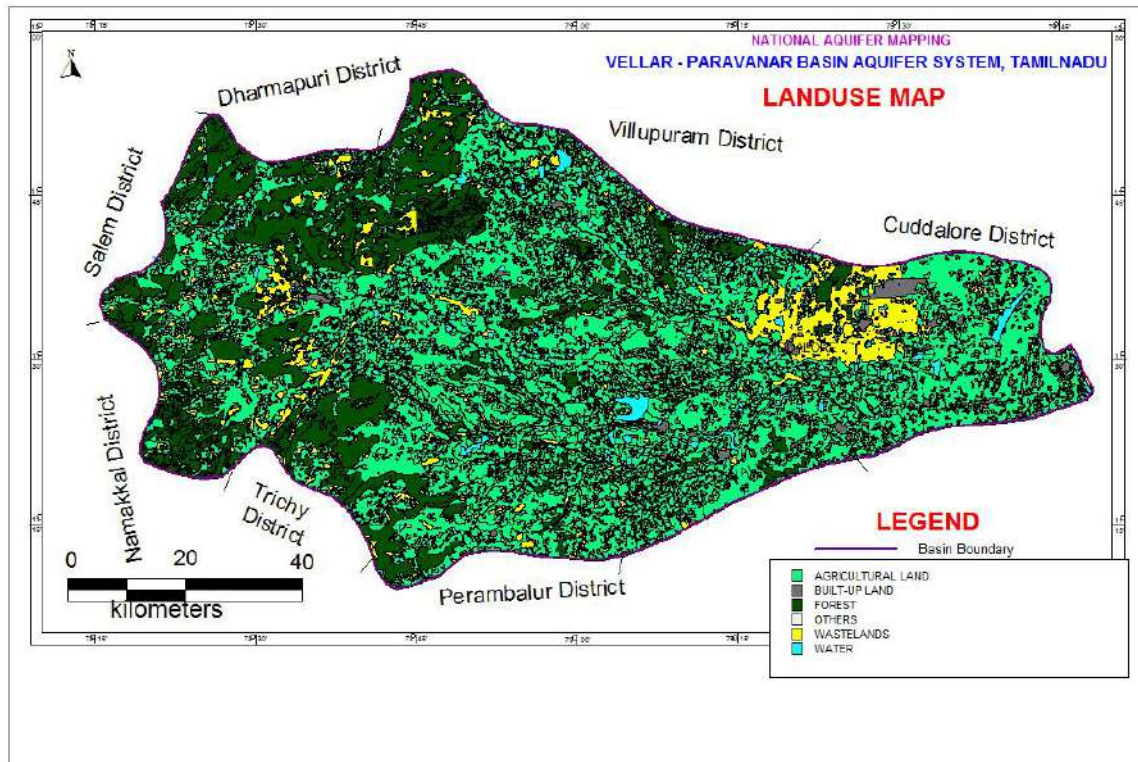 NATIONAL AQUIFER MAPPING
VELLAR - PARAVANAR BASIN AQUIFER SYSTEM, TAMILNADU
LANDUSE MAP
N
Dharmapuri District
Villupuram District
Salem District
Cuddalore District
Namakkal District
Trichy
District
Perambalur District
0 20 40
kilometers
LEGEND
Basin Boundary
AGRICULTURAL LAND
BUILT-UP LAND
FOREST
OTHERS
WASTELANDS
WATER